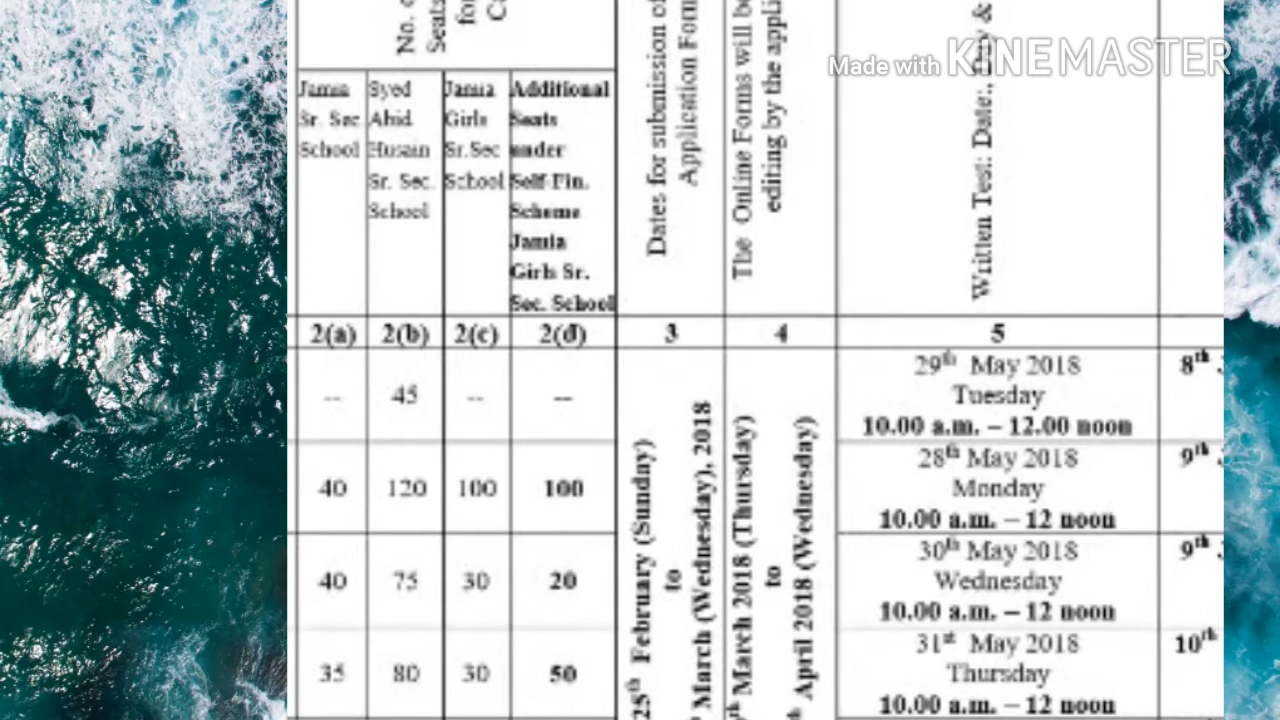 Made with KINEMASTER
No. o
Seats
for
Ca
Dates for submission of
Application Form
The Online Forms will be
editing by the appli
Written Test: Date:, Day &
Jamia
Sr. Sec
School
Syed
Abid
Husain
Sr. Sec.
School
Jamia
Girls
Sr.Sec
School
Additional
Seats
under
Self-Fin.
Scheme
Jamia
Girls Sr.
Sec. School
2(a) 2(b) 2(c) 2(d) 3 4 5
-- 45 -- --
40 120 100 100
40 75 30 20
35 80 30 50
25th February (Sunday)
to
March (Wednesday), 2018
March 2018 (Thursday)
to
April 2018 (Wednesday)
29th May 2018
Tuesday
10.00 a.m. – 12.00 noon
28th May 2018
Monday
10.00 a.m. – 12 noon
30th May 2018
Wednesday
10.00 a.m. – 12 noon
31st May 2018
Thursday
10.00 a.m. – 12 noon
8th
9th
9th
10th